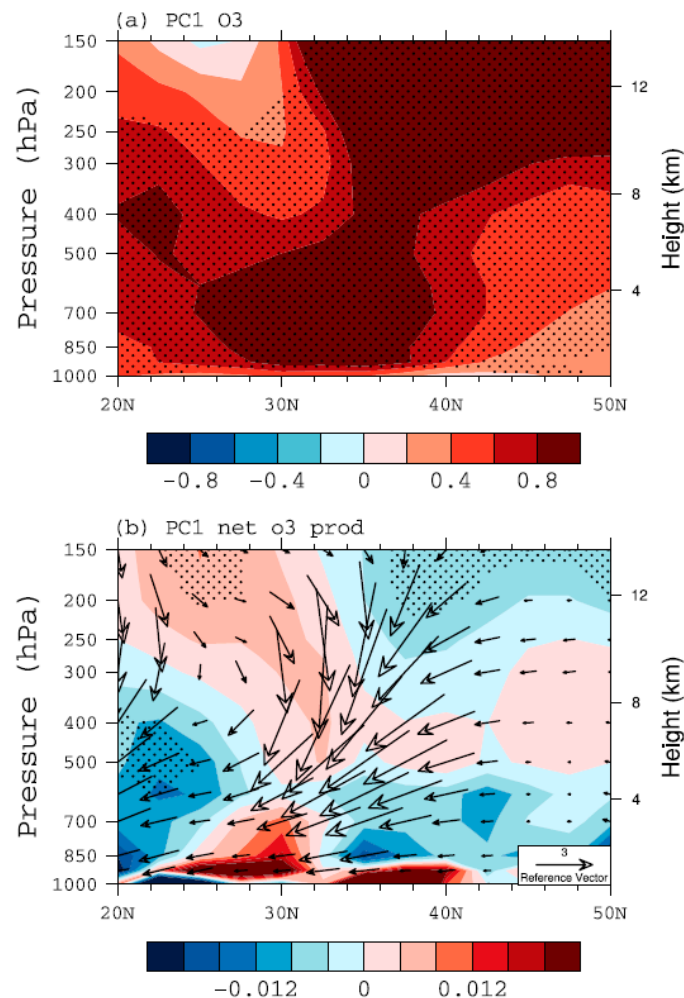 (a) PC1 O3
150
200
250
300
400
500
700
850
1000
Pressure (hPa)
12
8
4
Height (km)
20N 30N 40N 50N
-0.8 -0.4 0 0.4 0.8
(b) PC1 net o3 prod
150
200
250
300
400
500
700
850
1000
Pressure (hPa)
12
8
4
Height (km)
3
Reference Vector
20N 30N 40N 50N
-0.012 0 0.012